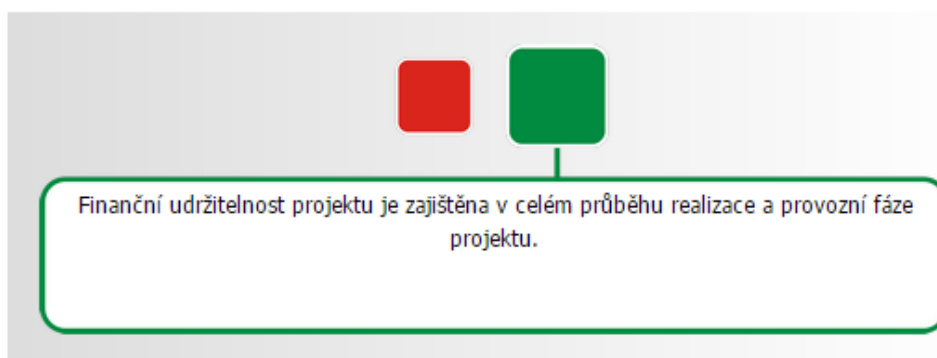 Finanční udržitelnost projektu je zajištěna v celém průběhu realizace a provozní fáze
projektu.